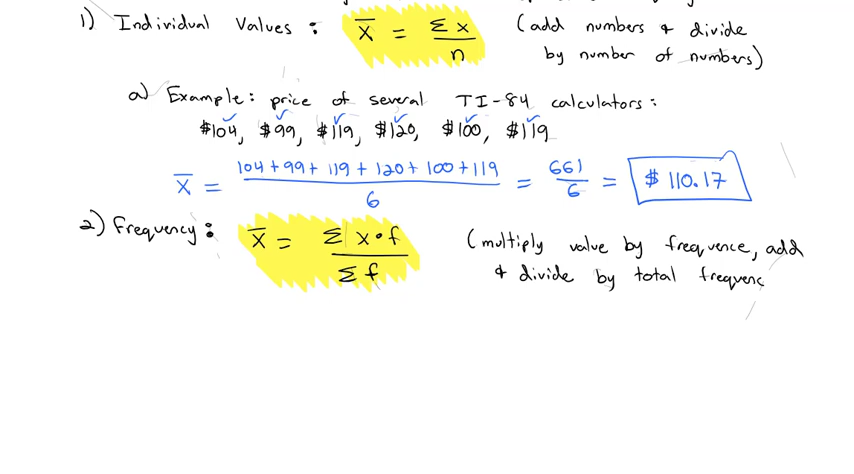 1) Individual Values : x̄ = Σx / n (add numbers & divide
by number of numbers)
a) Example: price of several TI-84 calculators:
$104, $99, $119, $120, $100, $119
x̄ = 104+99+119+120+100+119 / 6 = 661 / 6 = $110.17
2) Frequency: x̄ = Σ x•f / Σ f (multiply value by frequence, add
& divide by total frequenc